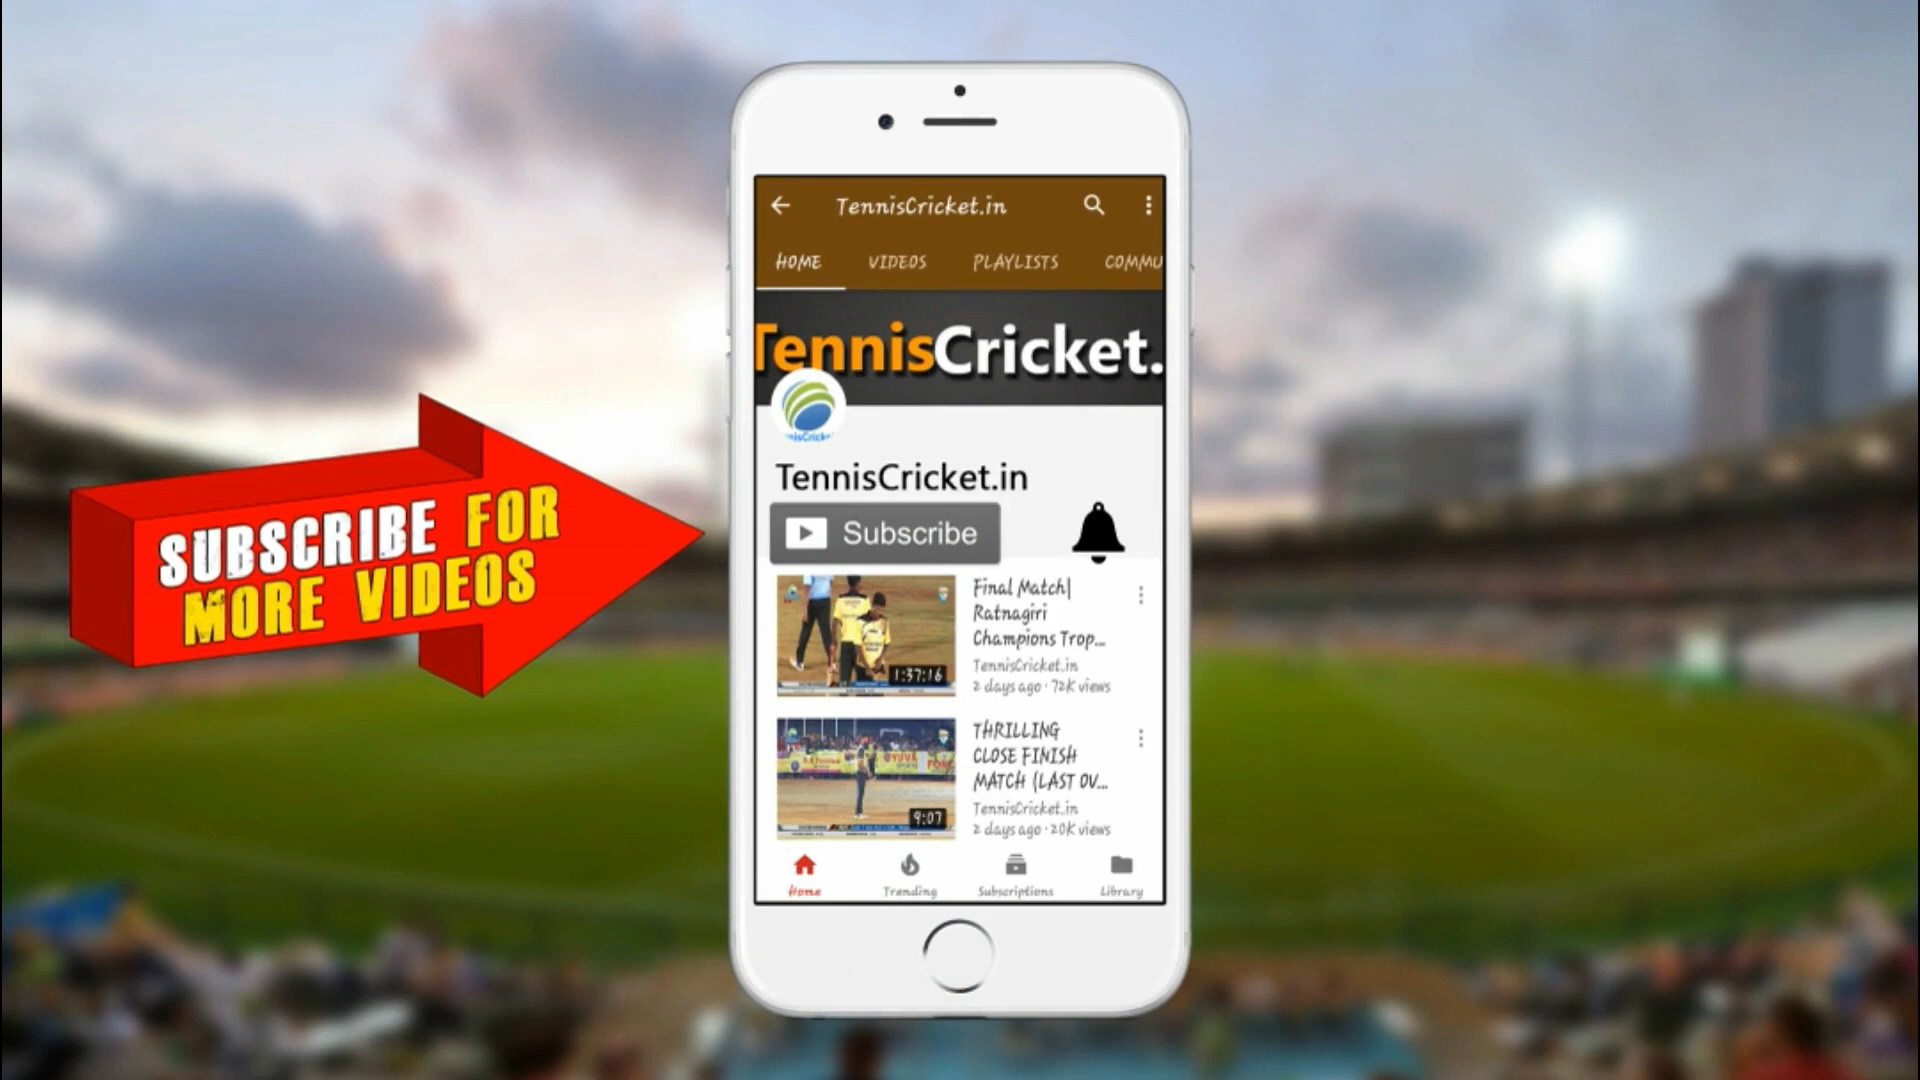 SUBSCRIBE FOR
MORE VIDEOS
TennisCricket.in
HOME VIDEOS PLAYLISTS COMMU
TennisCricket.
TennisCricket.in
Subscribe
Final Match|
Ratnagiri
Champions Trop...
TennisCricket.in
2 days ago · 72K views
1:37:16
THRILLING
CLOSE FINISH
MATCH (LAST OV...
TennisCricket.in
2 days ago · 20K views
9:07
Home Trending Subscriptions Library